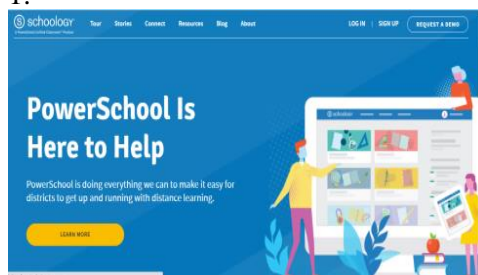 1.
schoology Tour Stories Connect Resources Blog About LOG IN | SIGN UP REQUEST A DEMO
PowerSchool Is
Here to Help
PowerSchool is doing everything we can to make it easy for
districts to get up and running with distance learning.
LEARN MORE
schoology